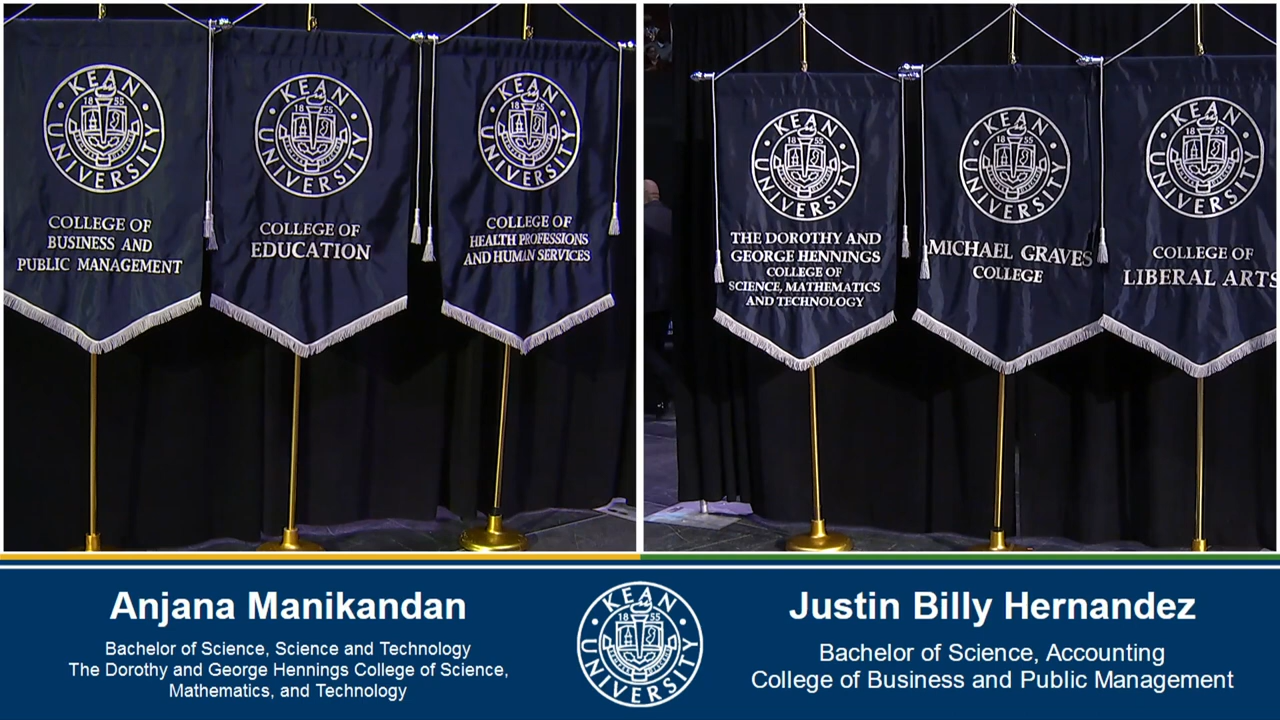 KEAN UNIVERSITY
1855
COLLEGE OF
BUSINESS AND
PUBLIC MANAGEMENT
KEAN UNIVERSITY
1855
COLLEGE OF
EDUCATION
KEAN UNIVERSITY
1855
COLLEGE OF
HEALTH PROFESSIONS
AND HUMAN SERVICES
KEAN UNIVERSITY
1855
THE DOROTHY AND
GEORGE HENNINGS
COLLEGE OF
SCIENCE, MATHEMATICS
AND TECHNOLOGY
KEAN UNIVERSITY
1855
MICHAEL GRAVES
COLLEGE
KEAN UNIVERSITY
1855
COLLEGE OF
LIBERAL ARTS
Anjana Manikandan
Bachelor of Science, Science and Technology
The Dorothy and George Hennings College of Science,
Mathematics, and Technology
KEAN UNIVERSITY
1855
Justin Billy Hernandez
Bachelor of Science, Accounting
College of Business and Public Management